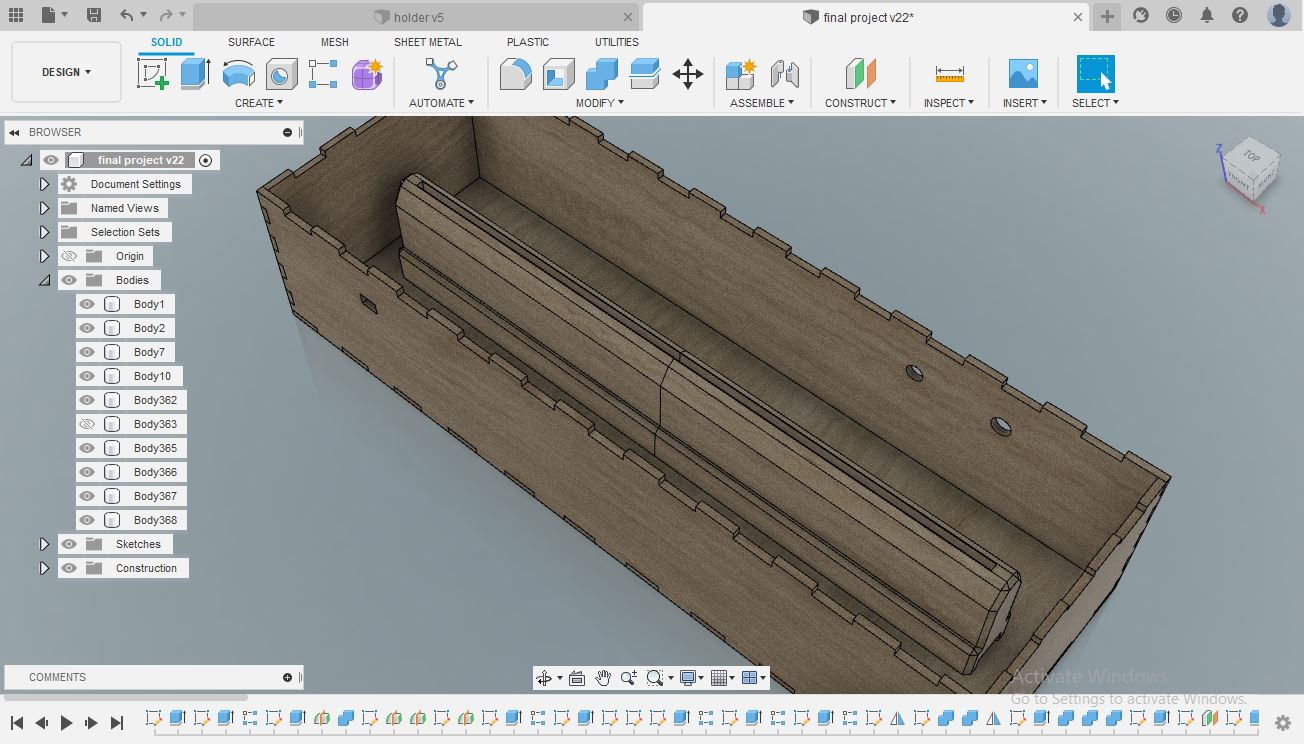 holder v5
final project v22*
DESIGN
SOLID
SURFACE
MESH
SHEET METAL
PLASTIC
UTILITIES
CREATE
AUTOMATE
MODIFY
ASSEMBLE
CONSTRUCT
INSPECT
INSERT
SELECT
BROWSER
final project v22
Document Settings
Named Views
Selection Sets
Origin
Bodies
Body1
Body2
Body7
Body10
Body362
Body363
Body365
Body366
Body367
Body368
Sketches
Construction
Z
TOP
FRONT
RIGHT
X
COMMENTS
Activate Windows
Go to Settings to activate Windows.